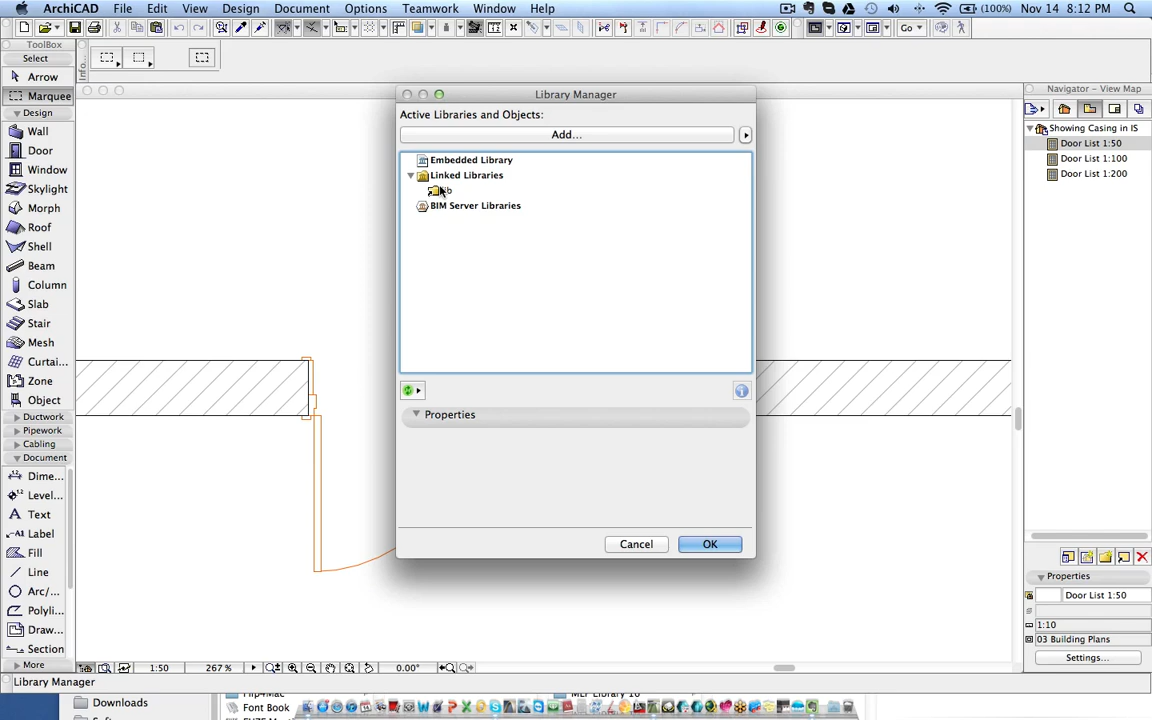 ArchiCAD File Edit View Design Document Options Teamwork Window Help (100%) Nov 14 8:12 PM
ToolBox
Select
Arrow
Marquee
Design
Wall
Door
Window
Skylight
Morph
Roof
Shell
Beam
Column
Slab
Stair
Mesh
Curtai...
Zone
Object
Ductwork
Pipework
Cabling
Document
Dime...
Level...
Text
Label
Fill
Line
Arc/...
Polyli...
Draw...
Section
More
Info...
Go
Library Manager
Active Libraries and Objects:
Add...
Embedded Library
Linked Libraries
BIM Server Libraries
Properties
Cancel OK
Navigator - View Map
Showing Casing in IS
Door List 1:50
Door List 1:100
Door List 1:200
Properties
Door List 1:50
1:10
03 Building Plans
Settings...
1:50 267 % 0.00°
Library Manager
Downloads
Font Book